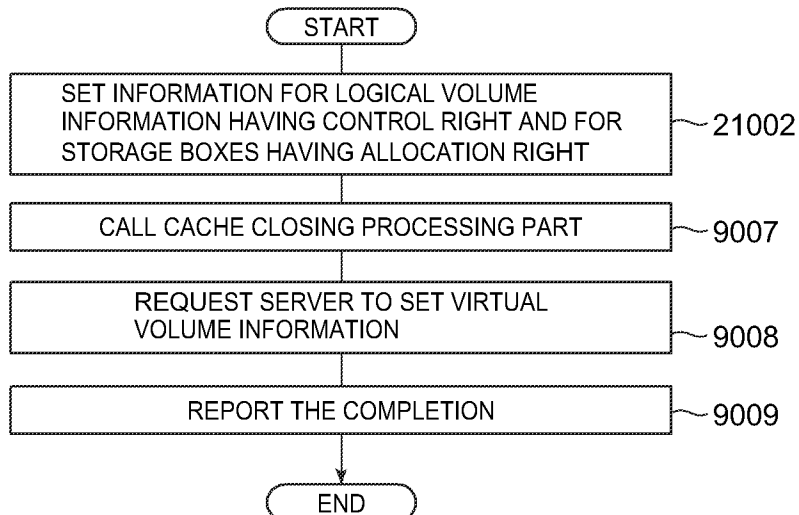 START
SET INFORMATION FOR LOGICAL VOLUME
INFORMATION HAVING CONTROL RIGHT AND FOR
STORAGE BOXES HAVING ALLOCATION RIGHT
21002
CALL CACHE CLOSING PROCESSING PART
9007
REQUEST SERVER TO SET VIRTUAL
VOLUME INFORMATION
9008
REPORT THE COMPLETION
9009
END